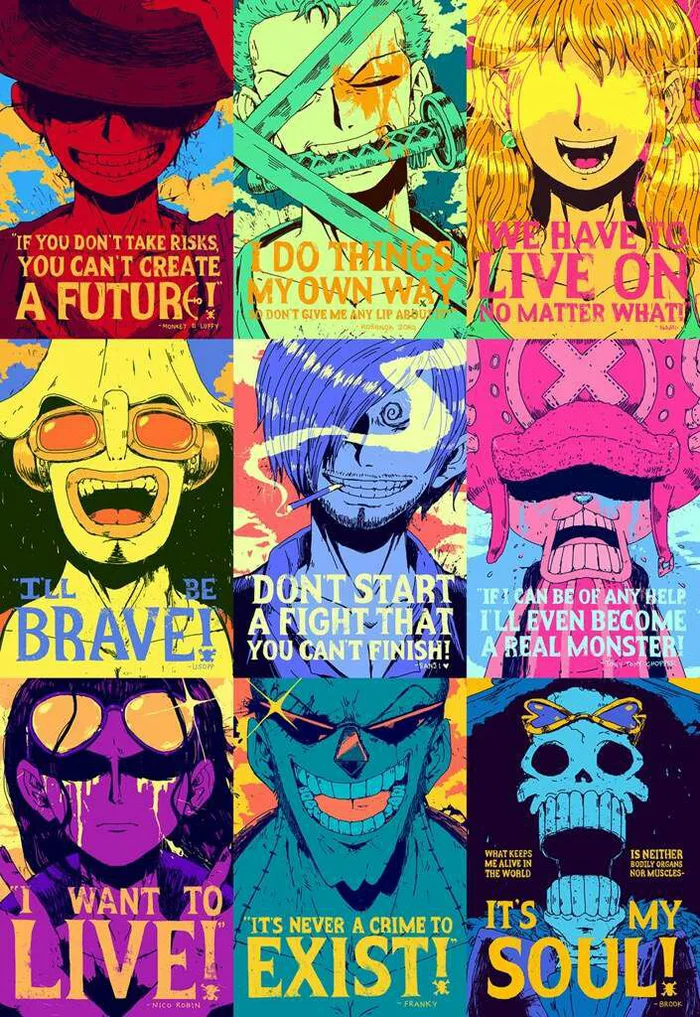 "IF YOU DON'T TAKE RISKS,
YOU CAN'T CREATE
A FUTURE!"
- MONKEY D LUFFY
I DO THINGS
MY OWN WAY
SO DON'T GIVE ME ANY LIP ABOUT IT"
- RORONOA ZORO
"WE HAVE TO
LIVE ON
NO MATTER WHAT!"
- NAMI
"I'LL BE
BRAVE!"
- USOPP
DON'T START
A FIGHT THAT
YOU CAN'T FINISH!
- SANJI ♥
"IF I CAN BE OF ANY HELP,
I'LL EVEN BECOME
A REAL MONSTER!
- TONY TONY CHOPPER
"I WANT TO
LIVE!"
- NICO ROBIN
"IT'S NEVER A CRIME TO
EXIST!"
- FRANKY
WHAT KEEPS
ME ALIVE IN
THE WORLD
IS NEITHER
BODILY ORGANS
NOR MUSCLES-
IT'S MY
SOUL!
- BROOK